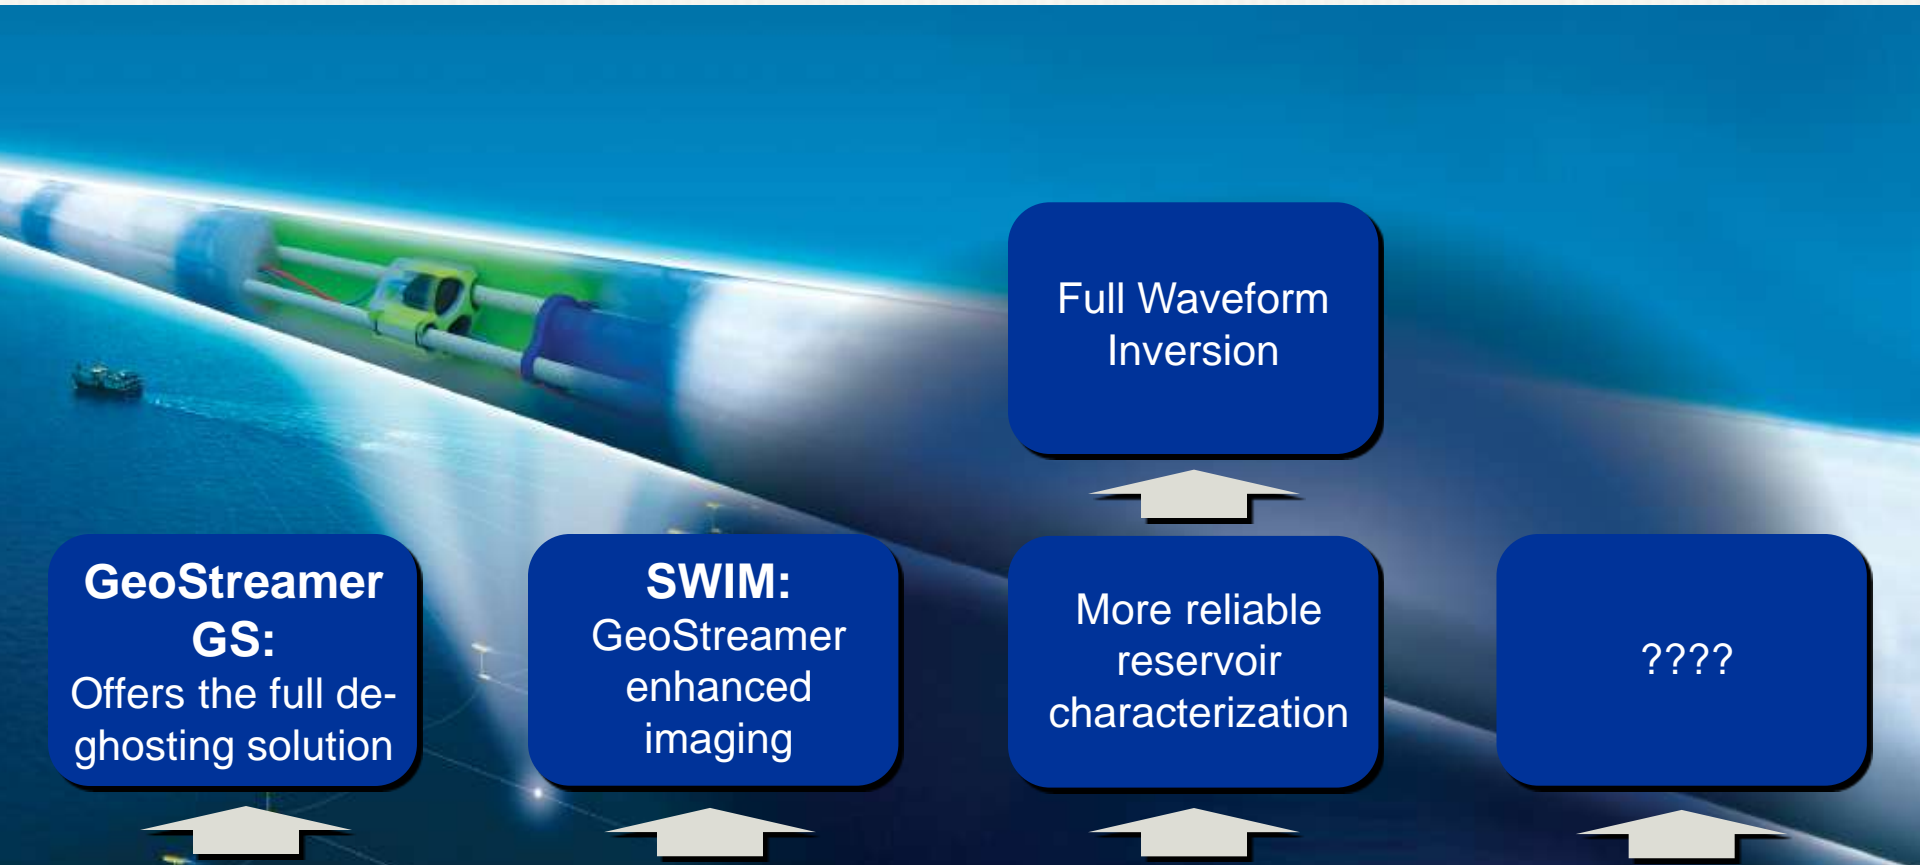 Full Waveform
Inversion
GeoStreamer
GS:
Offers the full de-
ghosting solution
SWIM:
GeoStreamer
enhanced
imaging
More reliable
reservoir
characterization
????